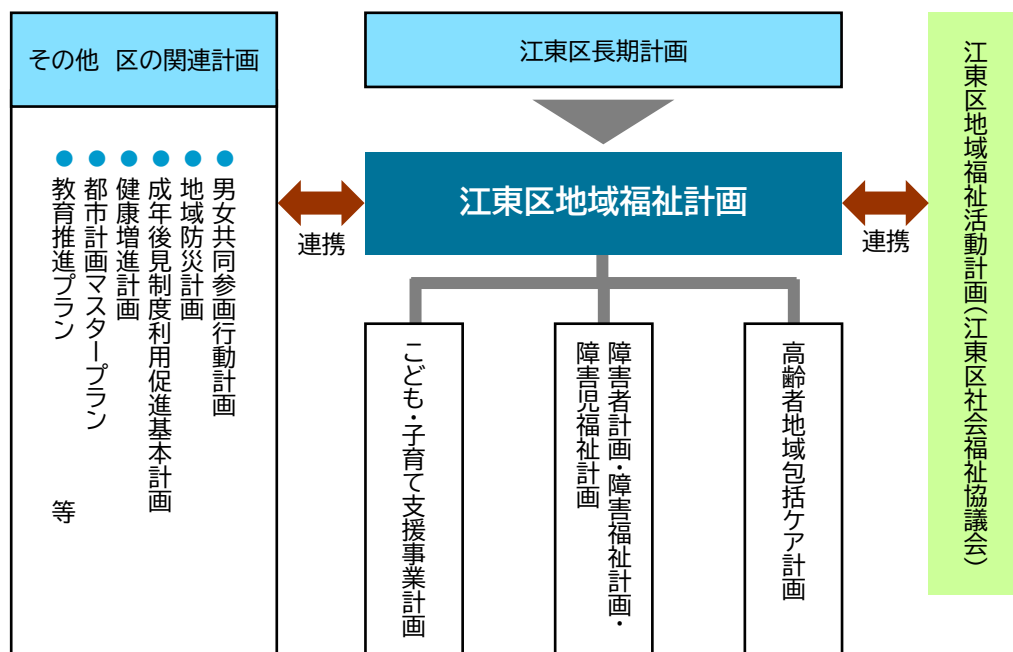 その他 区の関連計画
男女共同参画行動計画
地域防災計画
成年後見制度利用促進基本計画
健康増進計画
都市計画マスタープラン
教育推進プラン 等
江東区長期計画
江東区地域福祉計画
連携
連携
高齢者地域包括ケア計画
障害者計画・障害福祉計画・
障害児福祉計画
こども・子育て支援事業計画
江東区地域福祉活動計画(江東区社会福祉協議会)